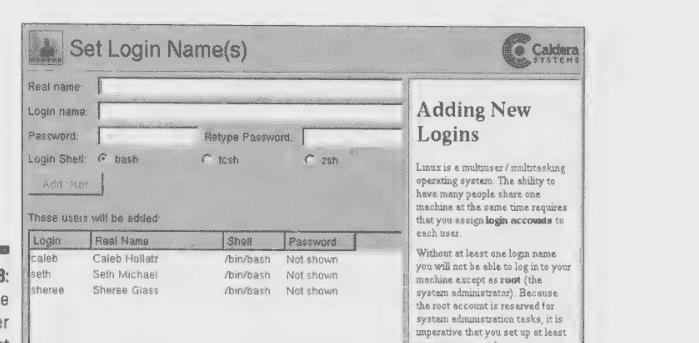 Set Login Name(s)
Caldera
SYSTEMS
Real name:
Login name:
Password:
Retype Password:
Login Shell:
bash
tcsh
zsh
Add User
These users will be added:
Login Real Name Shell Password
caleb Caleb Hollatz /bin/bash Not shown
seth Seth Michael /bin/bash Not shown
sheree Sheree Glass /bin/bash Not shown
Adding New
Logins
Linux is a multiuser/multitasking
operating system. The ability to
have many people share one
machine at the same time requires
that you assign login accounts to
each user.
Without at least one login name
you will not be able to log in to your
machine except as root (the
system administrator). Because
the root account is reserved for
system administration tasks, it is
imperative that you set up at least